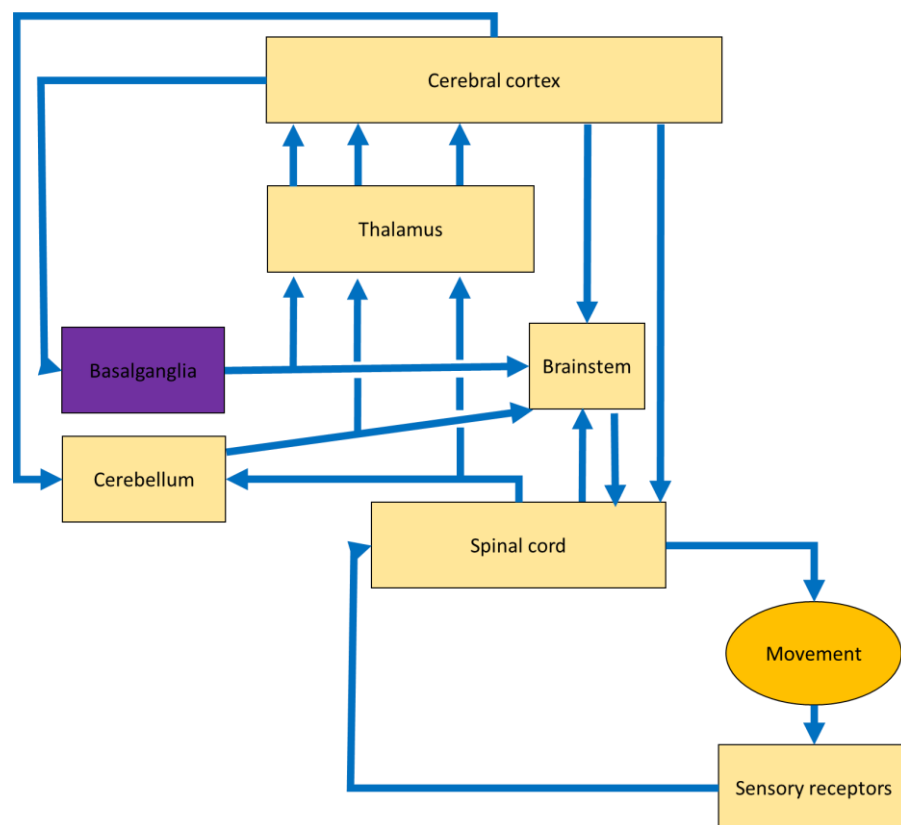 Cerebral cortex
Thalamus
Basalganglia
Brainstem
Cerebellum
Spinal cord
Movement
Sensory receptors